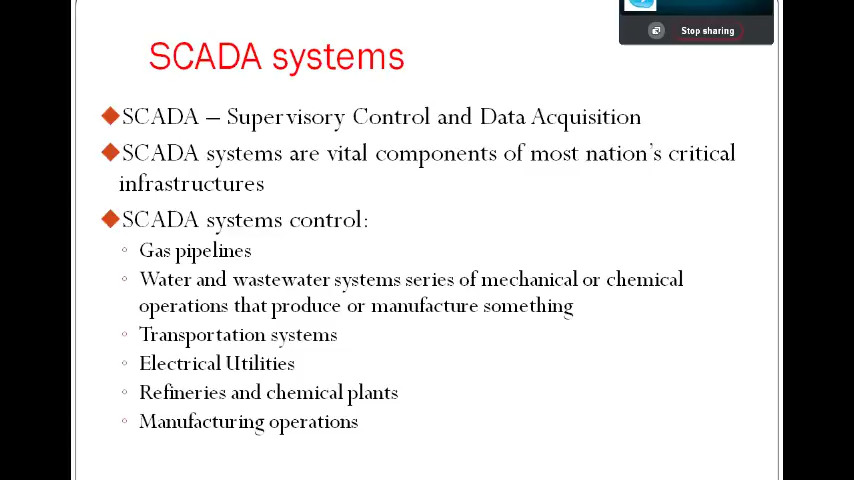 Stop sharing
SCADA systems
SCADA – Supervisory Control and Data Acquisition
SCADA systems are vital components of most nation's critical
infrastructures
SCADA systems control:
Gas pipelines
Water and wastewater systems series of mechanical or chemical
operations that produce or manufacture something
Transportation systems
Electrical Utilities
Refineries and chemical plants
Manufacturing operations